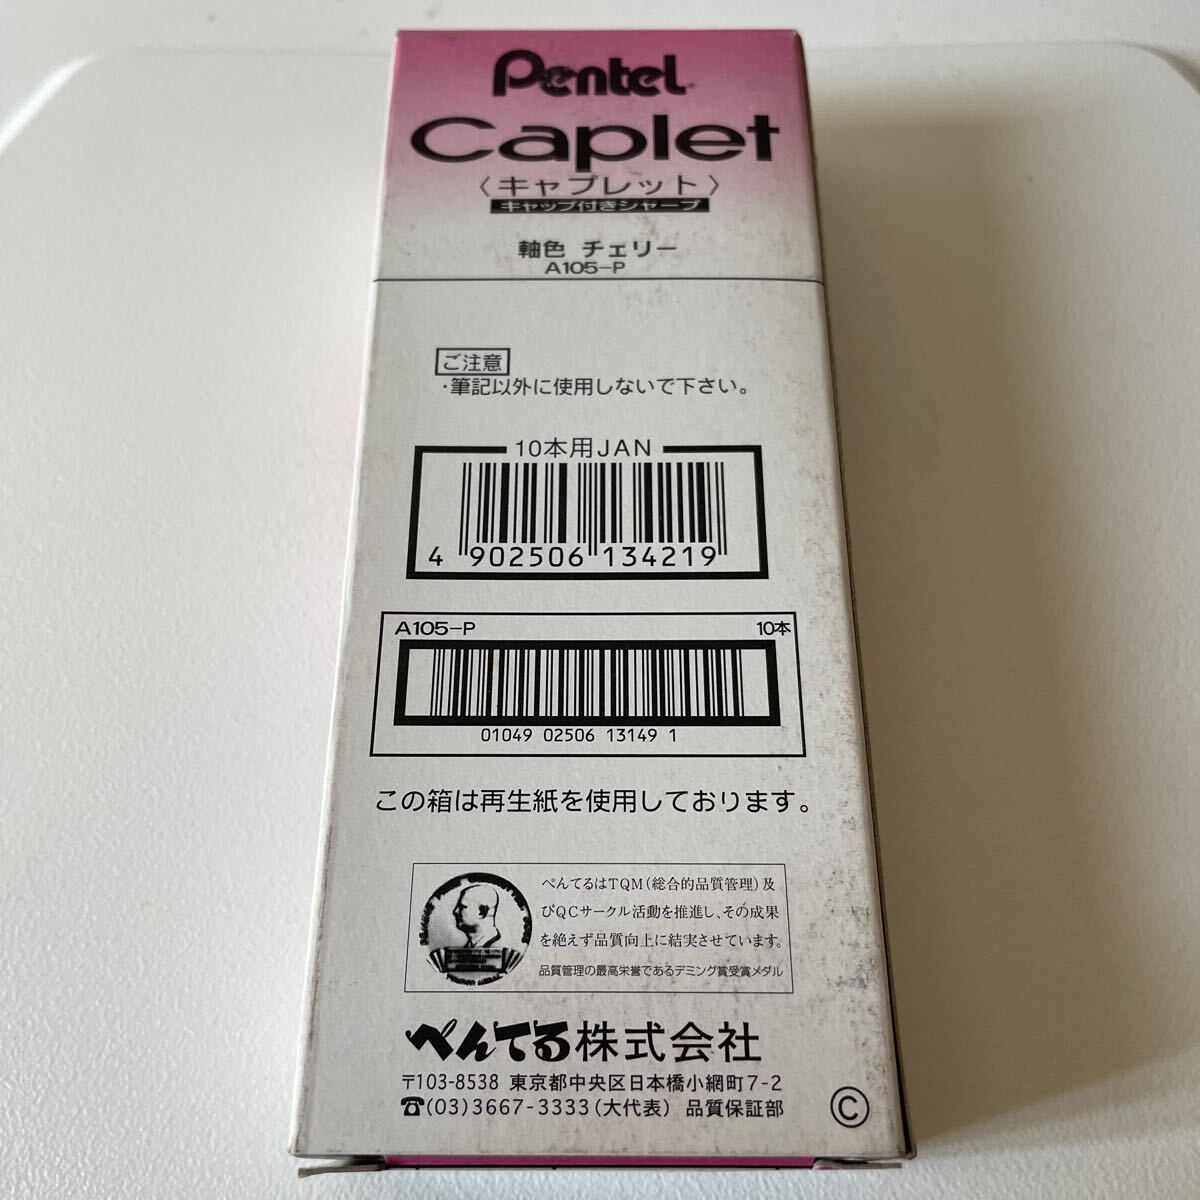 Pentel
Caplet
〈キャプレット〉
キャップ付きシャープ
軸色 チェリー
A105-P
ご注意
・筆記以外に使用しないで下さい。
10本用JAN
4 902506 134219
A105-P 10本
01049 02506 13149 1
この箱は再生紙を使用しております。
ぺんてるはTQM(総合的品質管理)及
びQCサークル活動を推進し、その成果
を絶えず品質向上に結実させています。
品質管理の最高栄誉であるデミング賞受賞メダル
ぺんてる株式会社
〒103-8538 東京都中央区日本橋小網町7-2
☎(03)3667-3333(大代表) 品質保証部
©